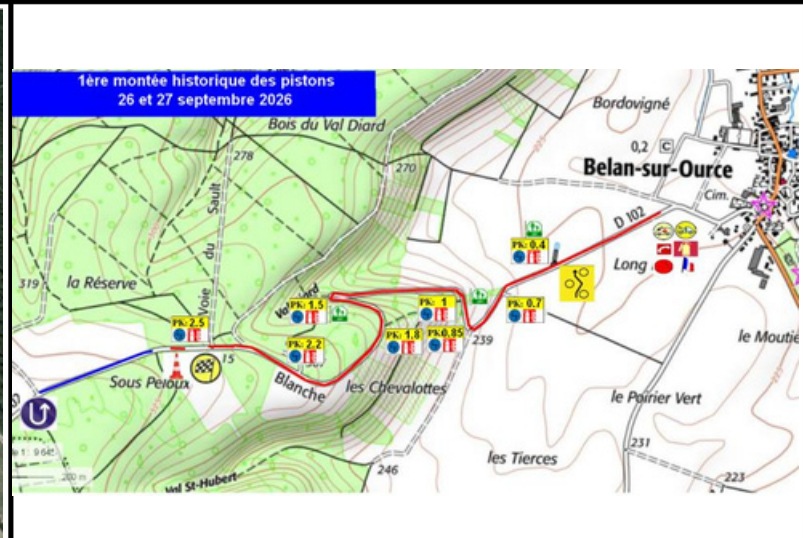 1ère montée historique des pistons
26 et 27 septembre 2026
Bordovigné
Bois du Val Diard
278
270
0,2 C
Belan-sur-Ource
Cim.
D 102
Voie du Sault
PK: 0.4
Long
319
la Réserve
PK: 2.5
PK: 1.5
PK: 1
PK: 0.7
PK: 2.2
PK: 1.8
PK0.85
239
15
le Moutie
Sous Peroux
Blanche
les Chevalottes
le Poirier Vert
231
les Tierces
246
223
Val St-Hubert
200 m